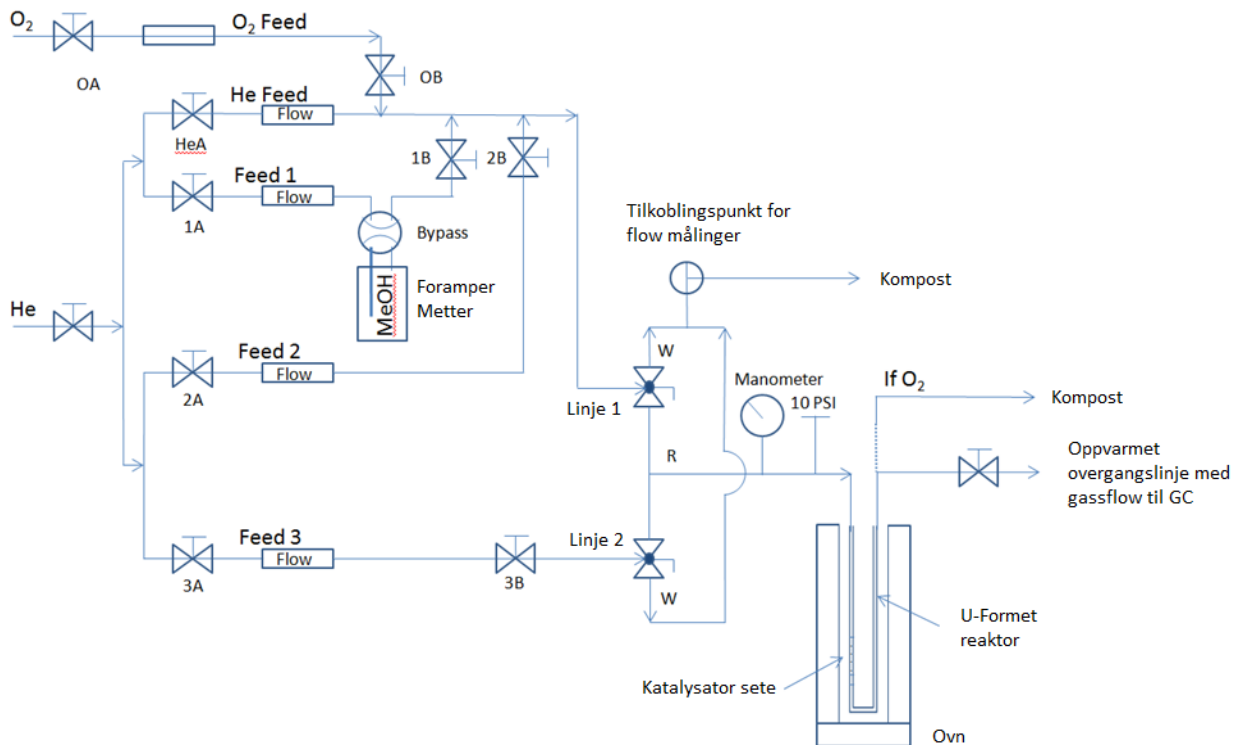 O2
O2 Feed
OA
OB
He Feed
Flow
HeA
1B
2B
Feed 1
Flow
1A
Bypass
MeOH
Foramper
Metter
He
Feed 2
Flow
2A
Tilkoblingspunkt for
flow målinger
Kompost
W
Linje 1
Manometer
10 PSI
If O2
Kompost
R
Oppvarmet
overgangslinje med
gassflow til GC
Feed 3
Flow
3A
3B
Linje 2
W
U-Formet
reaktor
Katalysator sete
Ovn